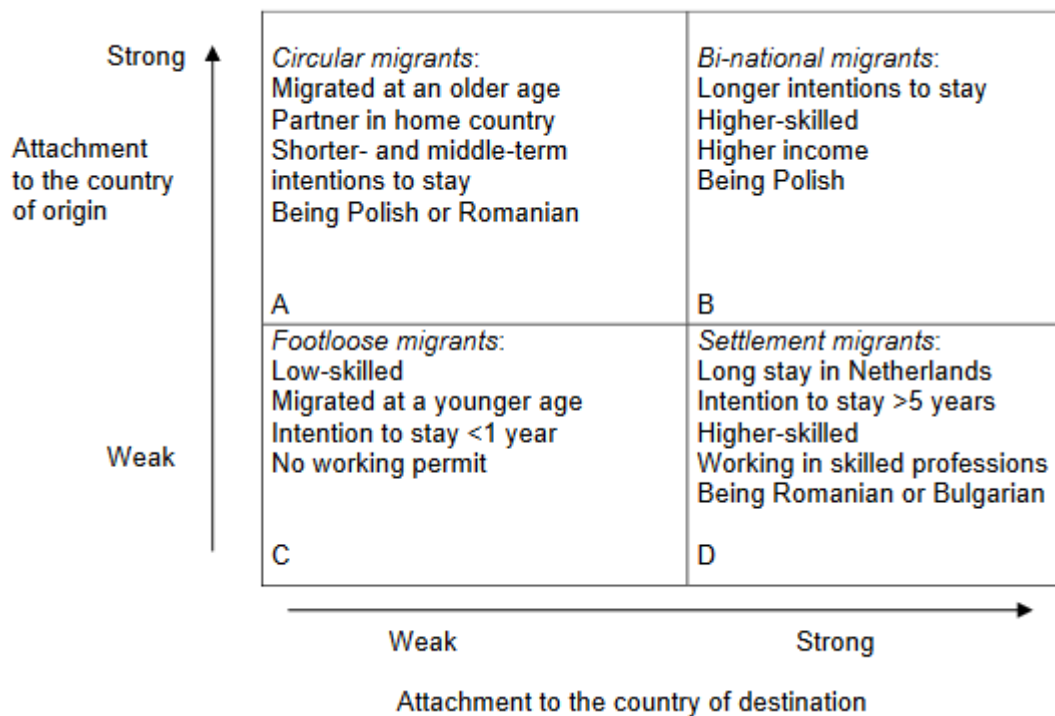 Strong
Attachment
to the country
of origin
Weak
Circular migrants:
Migrated at an older age
Partner in home country
Shorter- and middle-term
intentions to stay
Being Polish or Romanian
A
Bi-national migrants:
Longer intentions to stay
Higher-skilled
Higher income
Being Polish
B
Footloose migrants:
Low-skilled
Migrated at a younger age
Intention to stay <1 year
No working permit
C
Settlement migrants:
Long stay in Netherlands
Intention to stay >5 years
Higher-skilled
Working in skilled professions
Being Romanian or Bulgarian
D
Weak
Strong
Attachment to the country of destination